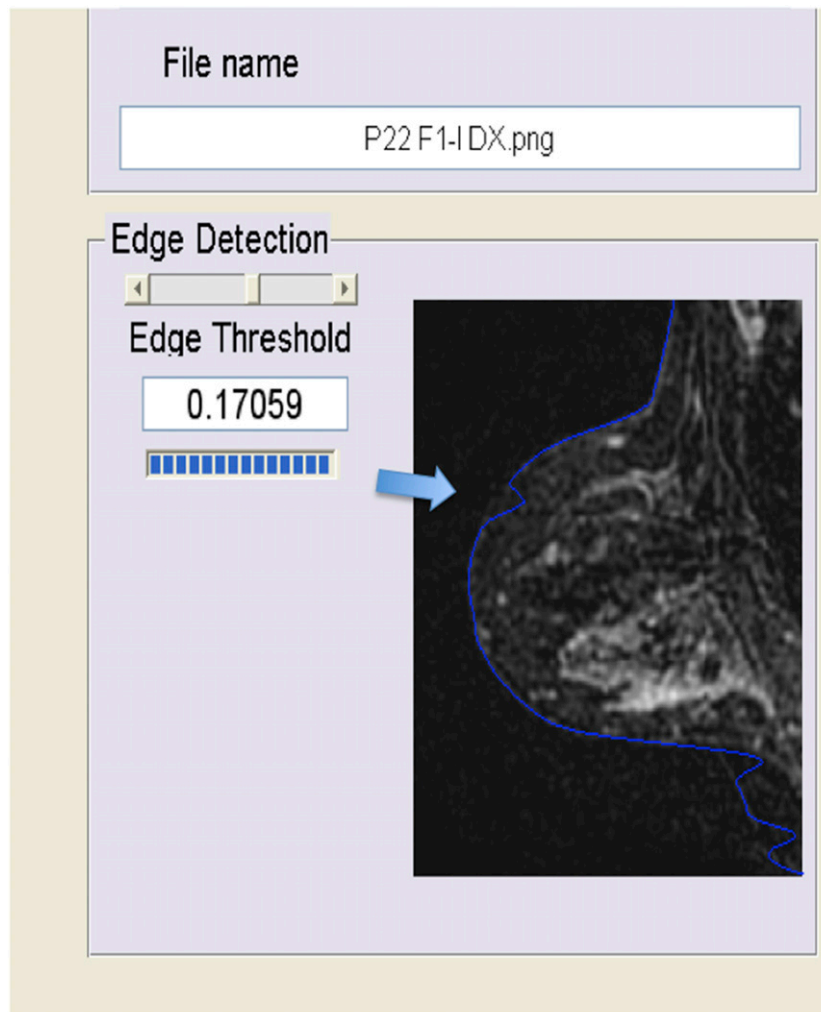 File name
P22 F1-I DX.png
Edge Detection
Edge Threshold
0.17059